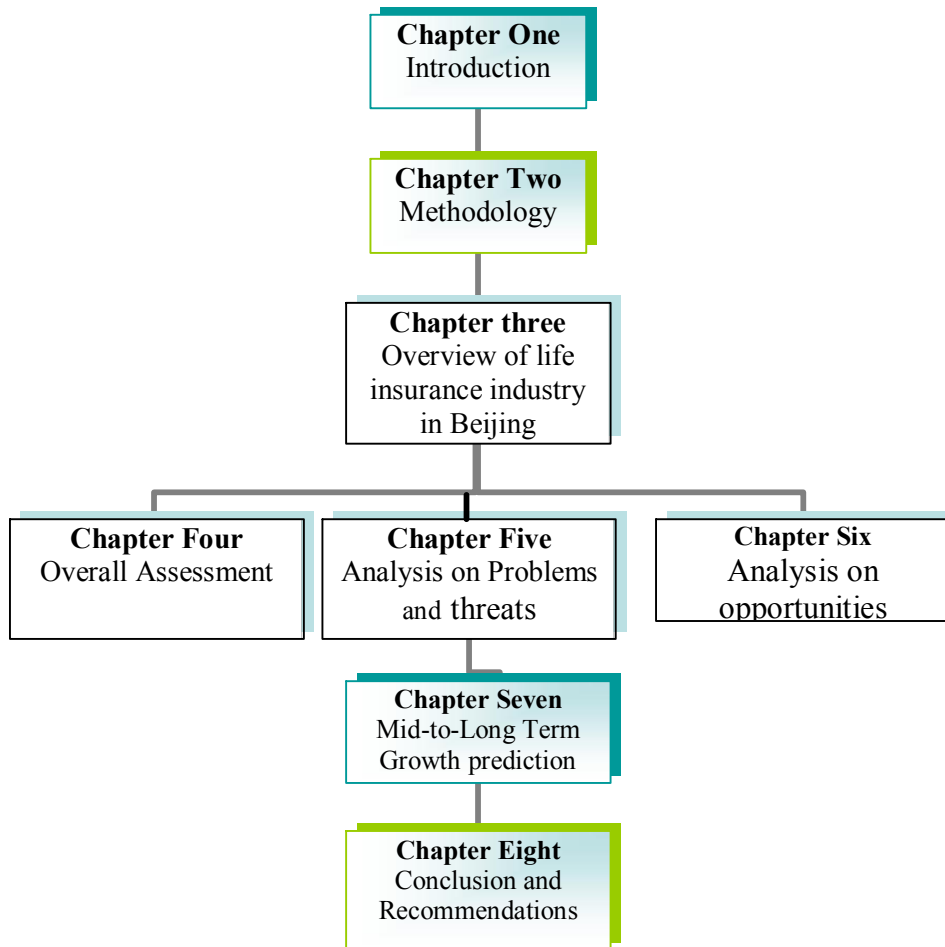 Chapter One
Introduction
Chapter Two
Methodology
Chapter three
Overview of life
insurance industry
in Beijing
Chapter Four
Overall Assessment
Chapter Five
Analysis on Problems
and threats
Chapter Six
Analysis on
opportunities
Chapter Seven
Mid-to-Long Term
Growth prediction
Chapter Eight
Conclusion and
Recommendations